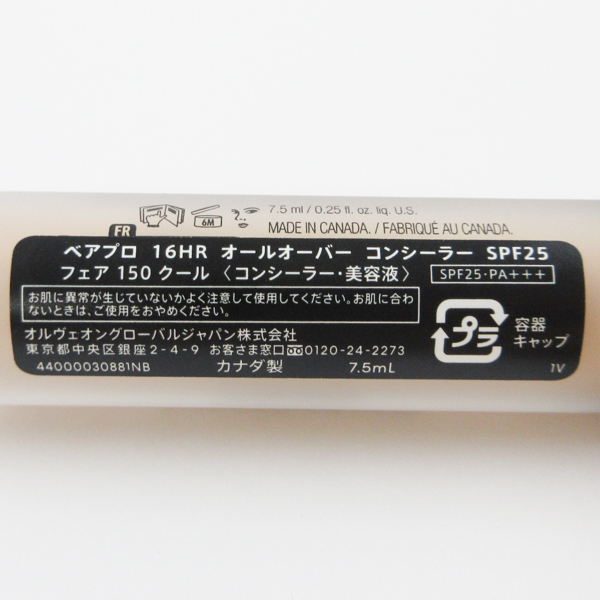 7.5 ml / 0.25 fl. oz. liq. U.S.
6M
MADE IN CANADA. / FABRIQUÉ AU CANADA.
FR
ベアプロ 16HR オールオーバー コンシーラー SPF25
フェア 150 クール 〈コンシーラー・美容液〉 SPF25・PA+++
お肌に異常が生じていないかよく注意して使用してください。お肌に合わ
ないときは、ご使用をおやめください。
オルヴェオングローバルジャパン株式会社
東京都中央区銀座2-4-9 お客さま窓口0120-24-2273
44000030881NB カナダ製 7.5mL
プラ
容器
キャップ
1V